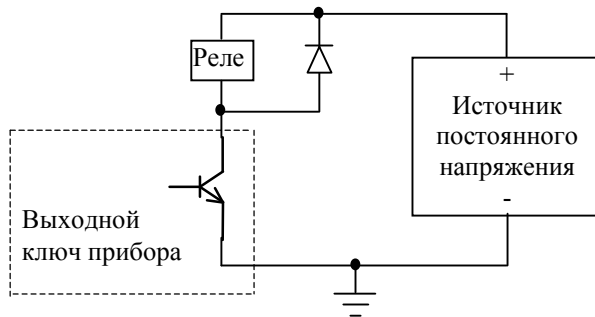 Реле
+
Источник
постоянного
напряжения
-
Выходной
ключ прибора